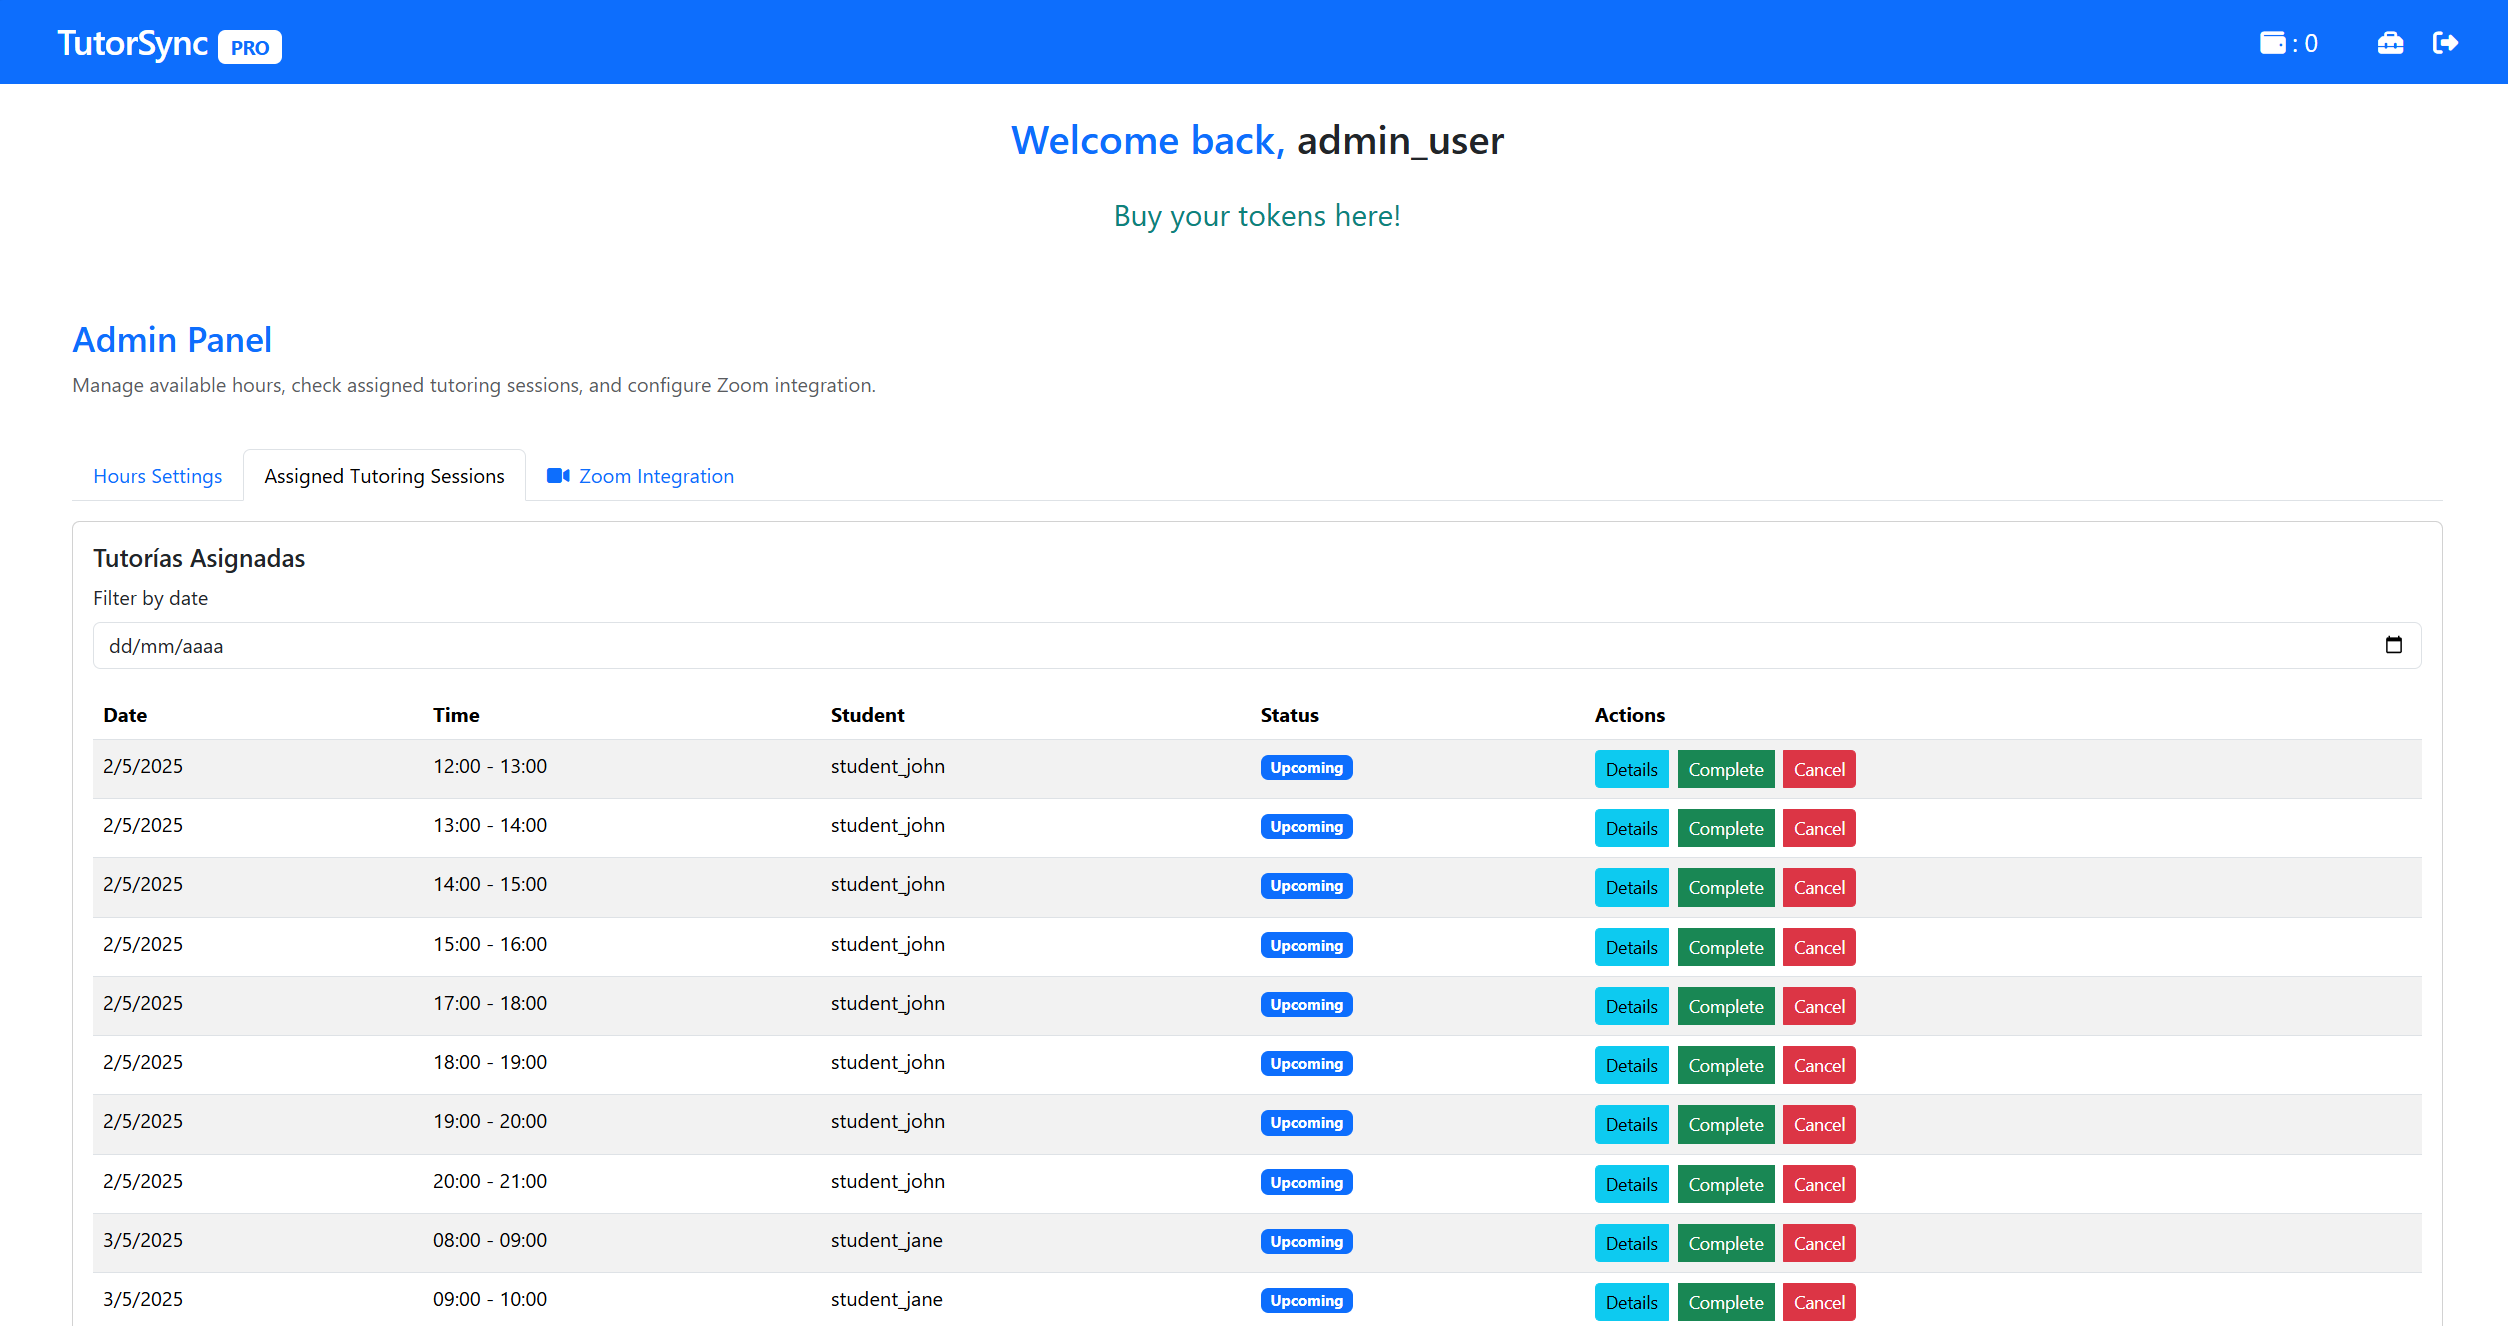 TutorSync PRO : 0
Welcome back, admin_user
Buy your tokens here!
Admin Panel
Manage available hours, check assigned tutoring sessions, and configure Zoom integration.
Hours Settings Assigned Tutoring Sessions Zoom Integration
Tutorías Asignadas
Filter by date
dd/mm/aaaa
Date Time Student Status Actions
2/5/2025 12:00 - 13:00 student_john Upcoming Details Complete Cancel
2/5/2025 13:00 - 14:00 student_john Upcoming Details Complete Cancel
2/5/2025 14:00 - 15:00 student_john Upcoming Details Complete Cancel
2/5/2025 15:00 - 16:00 student_john Upcoming Details Complete Cancel
2/5/2025 17:00 - 18:00 student_john Upcoming Details Complete Cancel
2/5/2025 18:00 - 19:00 student_john Upcoming Details Complete Cancel
2/5/2025 19:00 - 20:00 student_john Upcoming Details Complete Cancel
2/5/2025 20:00 - 21:00 student_john Upcoming Details Complete Cancel
3/5/2025 08:00 - 09:00 student_jane Upcoming Details Complete Cancel
3/5/2025 09:00 - 10:00 student_jane Upcoming Details Complete Cancel